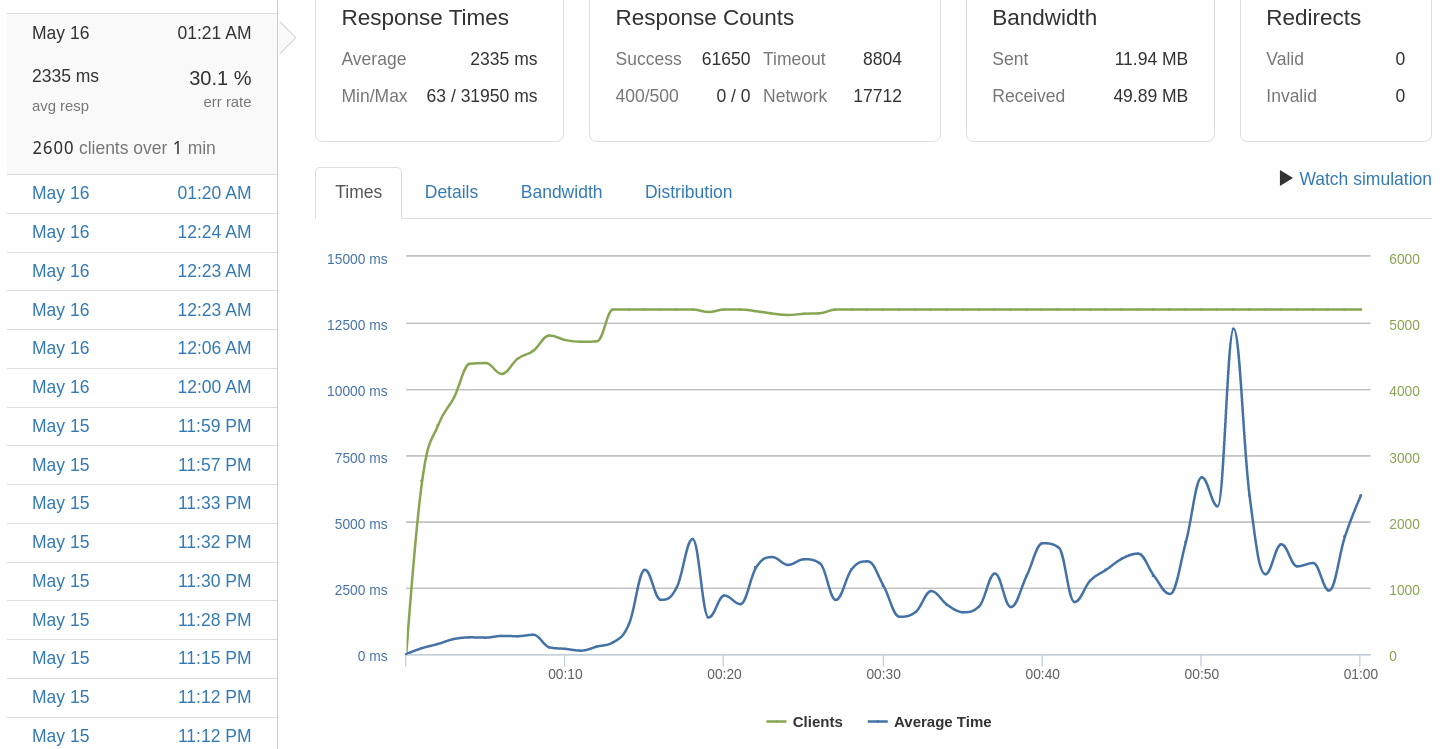 May 16 01:21 AM
2335 ms 30.1 %
avg resp err rate
2600 clients over 1 min
May 16 01:20 AM
May 16 12:24 AM
May 16 12:23 AM
May 16 12:23 AM
May 16 12:06 AM
May 16 12:00 AM
May 15 11:59 PM
May 15 11:57 PM
May 15 11:33 PM
May 15 11:32 PM
May 15 11:30 PM
May 15 11:28 PM
May 15 11:15 PM
May 15 11:12 PM
May 15 11:12 PM
Response Times
Average 2335 ms
Min/Max 63 / 31950 ms
Response Counts
Success 61650 Timeout 8804
400/500 0 / 0 Network 17712
Bandwidth
Sent 11.94 MB
Received 49.89 MB
Redirects
Valid 0
Invalid 0
Times Details Bandwidth Distribution Watch simulation
15000 ms 6000
12500 ms 5000
10000 ms 4000
7500 ms 3000
5000 ms 2000
2500 ms 1000
0 ms 0
00:10 00:20 00:30 00:40 00:50 01:00
Clients Average Time